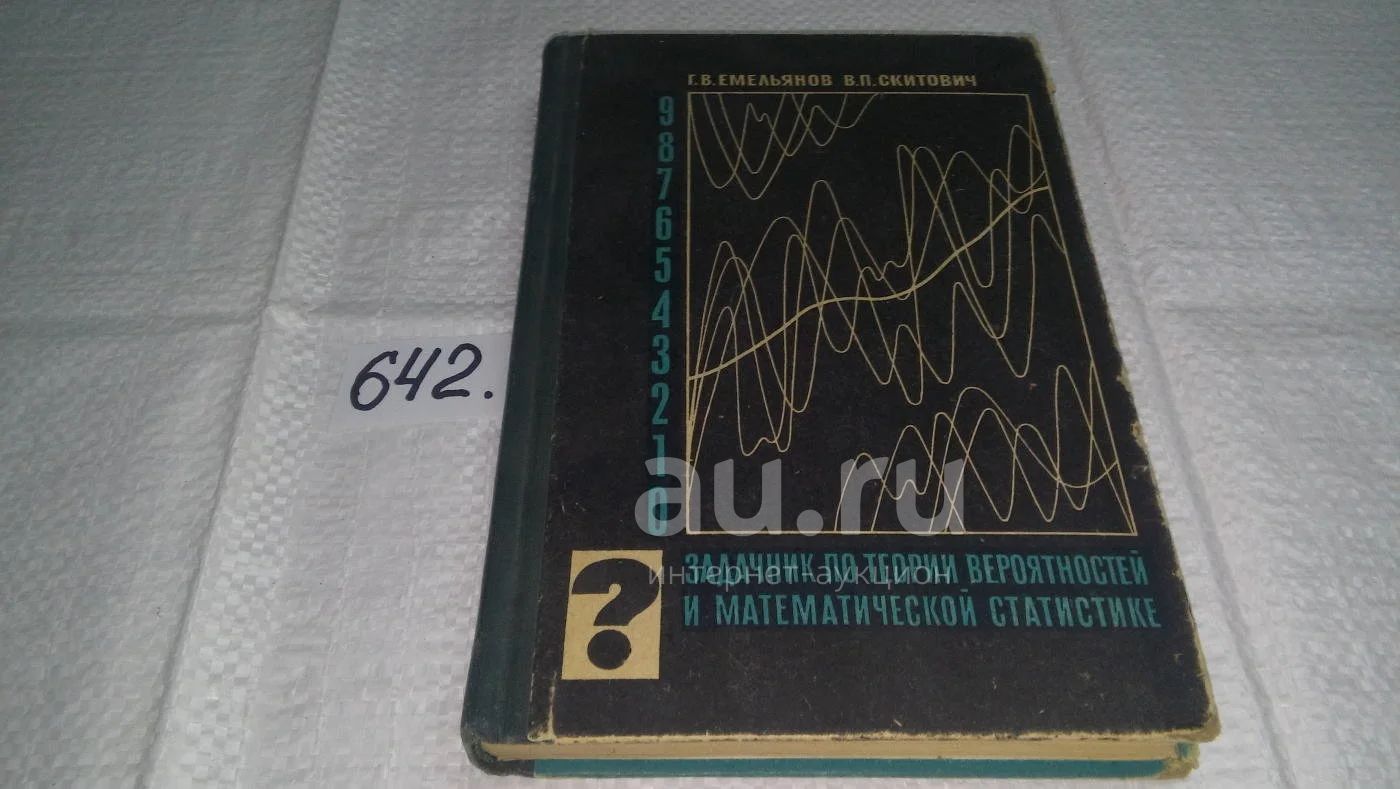 Г.В.ЕМЕЛЬЯНОВ В.П.СКИТОВИЧ
9
8
7
6
5
4
3
2
1
0
642.
au.ru
интернет-аукцион
?
ЗАДАЧНИК ПО ТЕОРИИ ВЕРОЯТНОСТЕЙ
И МАТЕМАТИЧЕСКОЙ СТАТИСТИКЕ